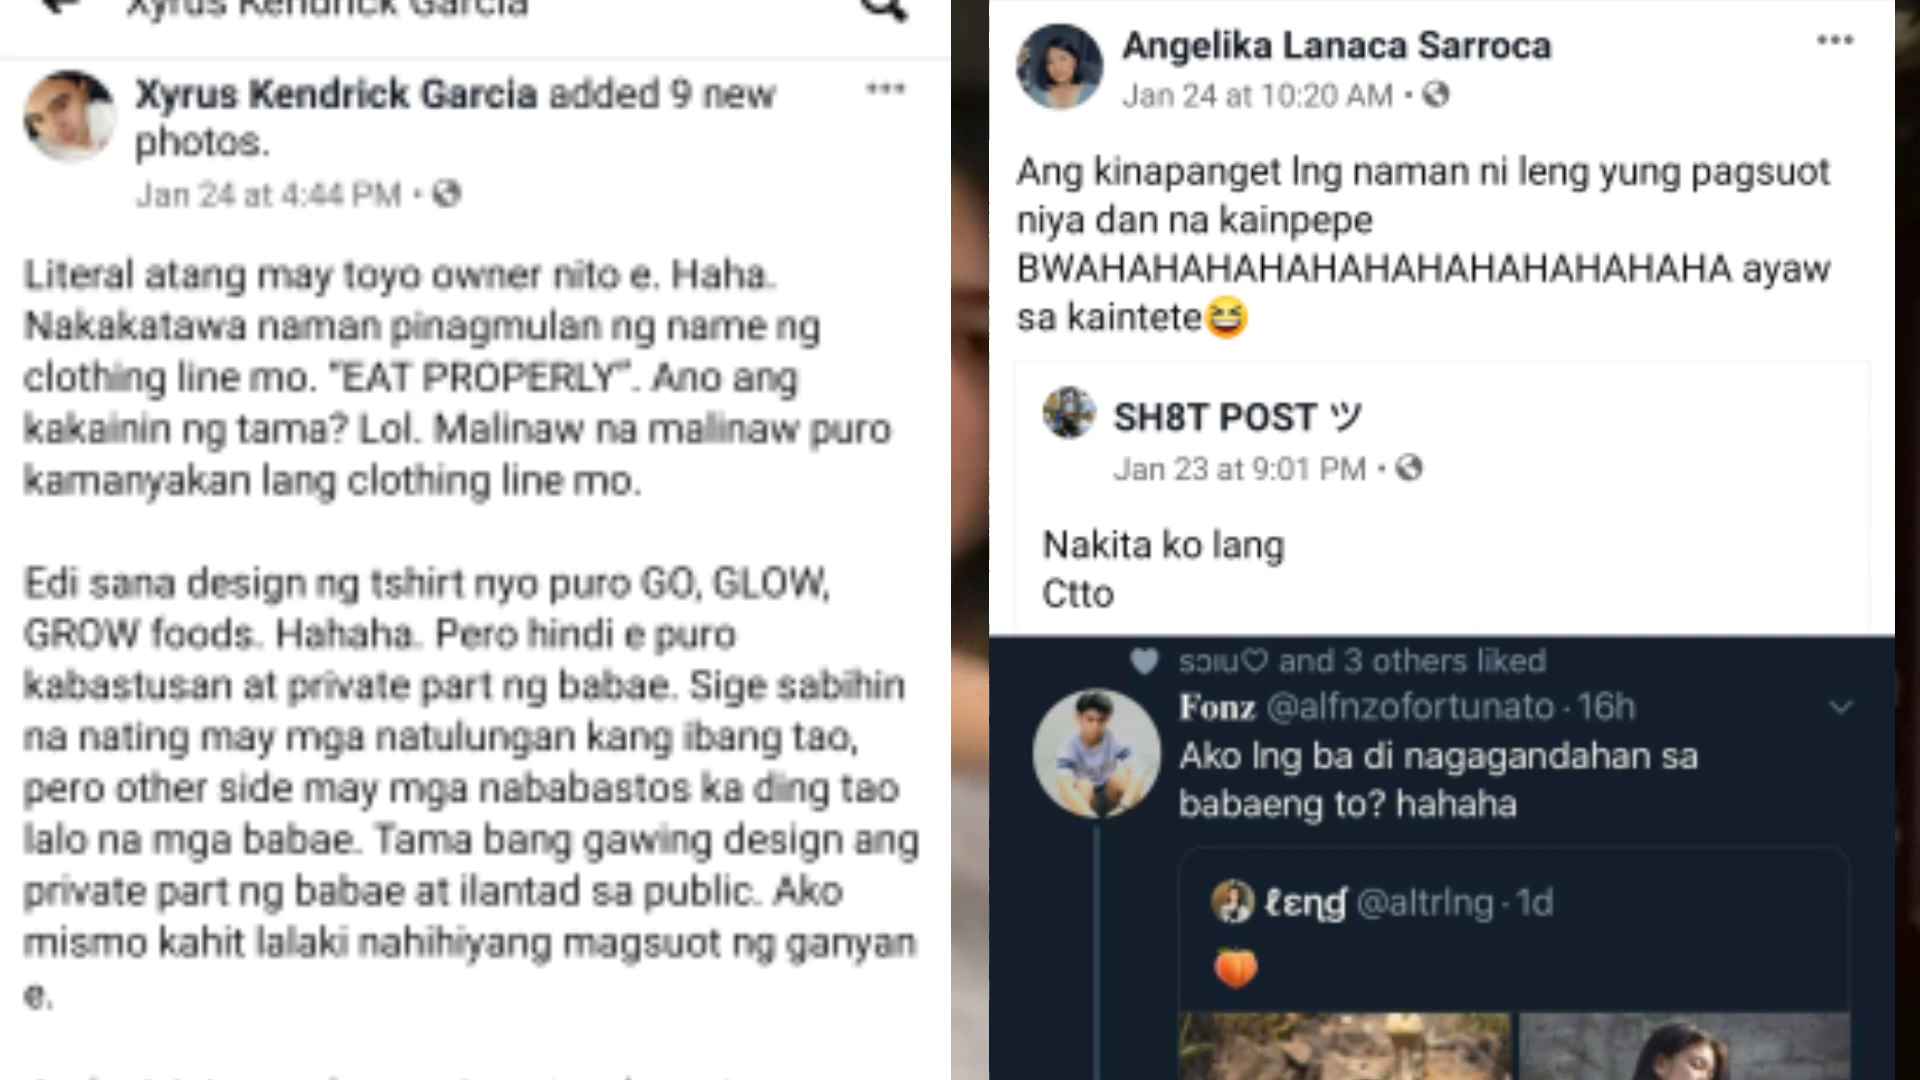 Xyrus Kendrick Garcia
Xyrus Kendrick Garcia added 9 new
photos.
Jan 24 at 4:44 PM •
Literal atang may toyo owner nito e. Haha.
Nakakatawa naman pinagmulan ng name ng
clothing line mo. "EAT PROPERLY". Ano ang
kakainin ng tama? Lol. Malinaw na malinaw puro
kamanyakan lang clothing line mo.
Edi sana design ng tshirt nyo puro GO, GLOW,
GROW foods. Hahaha. Pero hindi e puro
kabastusan at private part ng babae. Sige sabihin
na nating may mga natulungan kang ibang tao,
pero other side may mga nababastos ka ding tao
lalo na mga babae. Tama bang gawing design ang
private part ng babae at ilantad sa public. Ako
mismo kahit lalaki nahihiyang magsuot ng ganyan
e.
Angelika Lanaca Sarroca
Jan 24 at 10:20 AM •
Ang kinapanget lng naman ni leng yung pagsuot
niya dan na kainpepe
BWAHAHAHAHAHAHAHAHAHAHAHAHA ayaw
sa kaintete😆
SH8T POST ツ
Jan 23 at 9:01 PM •
Nakita ko lang
Ctto
sɔıu♡ and 3 others liked
Fonz @alfnzofortunato · 16h
Ako lng ba di nagagandahan sa
babaeng to? hahaha
ℓɛɳɠ @altrlng · 1d
🍑